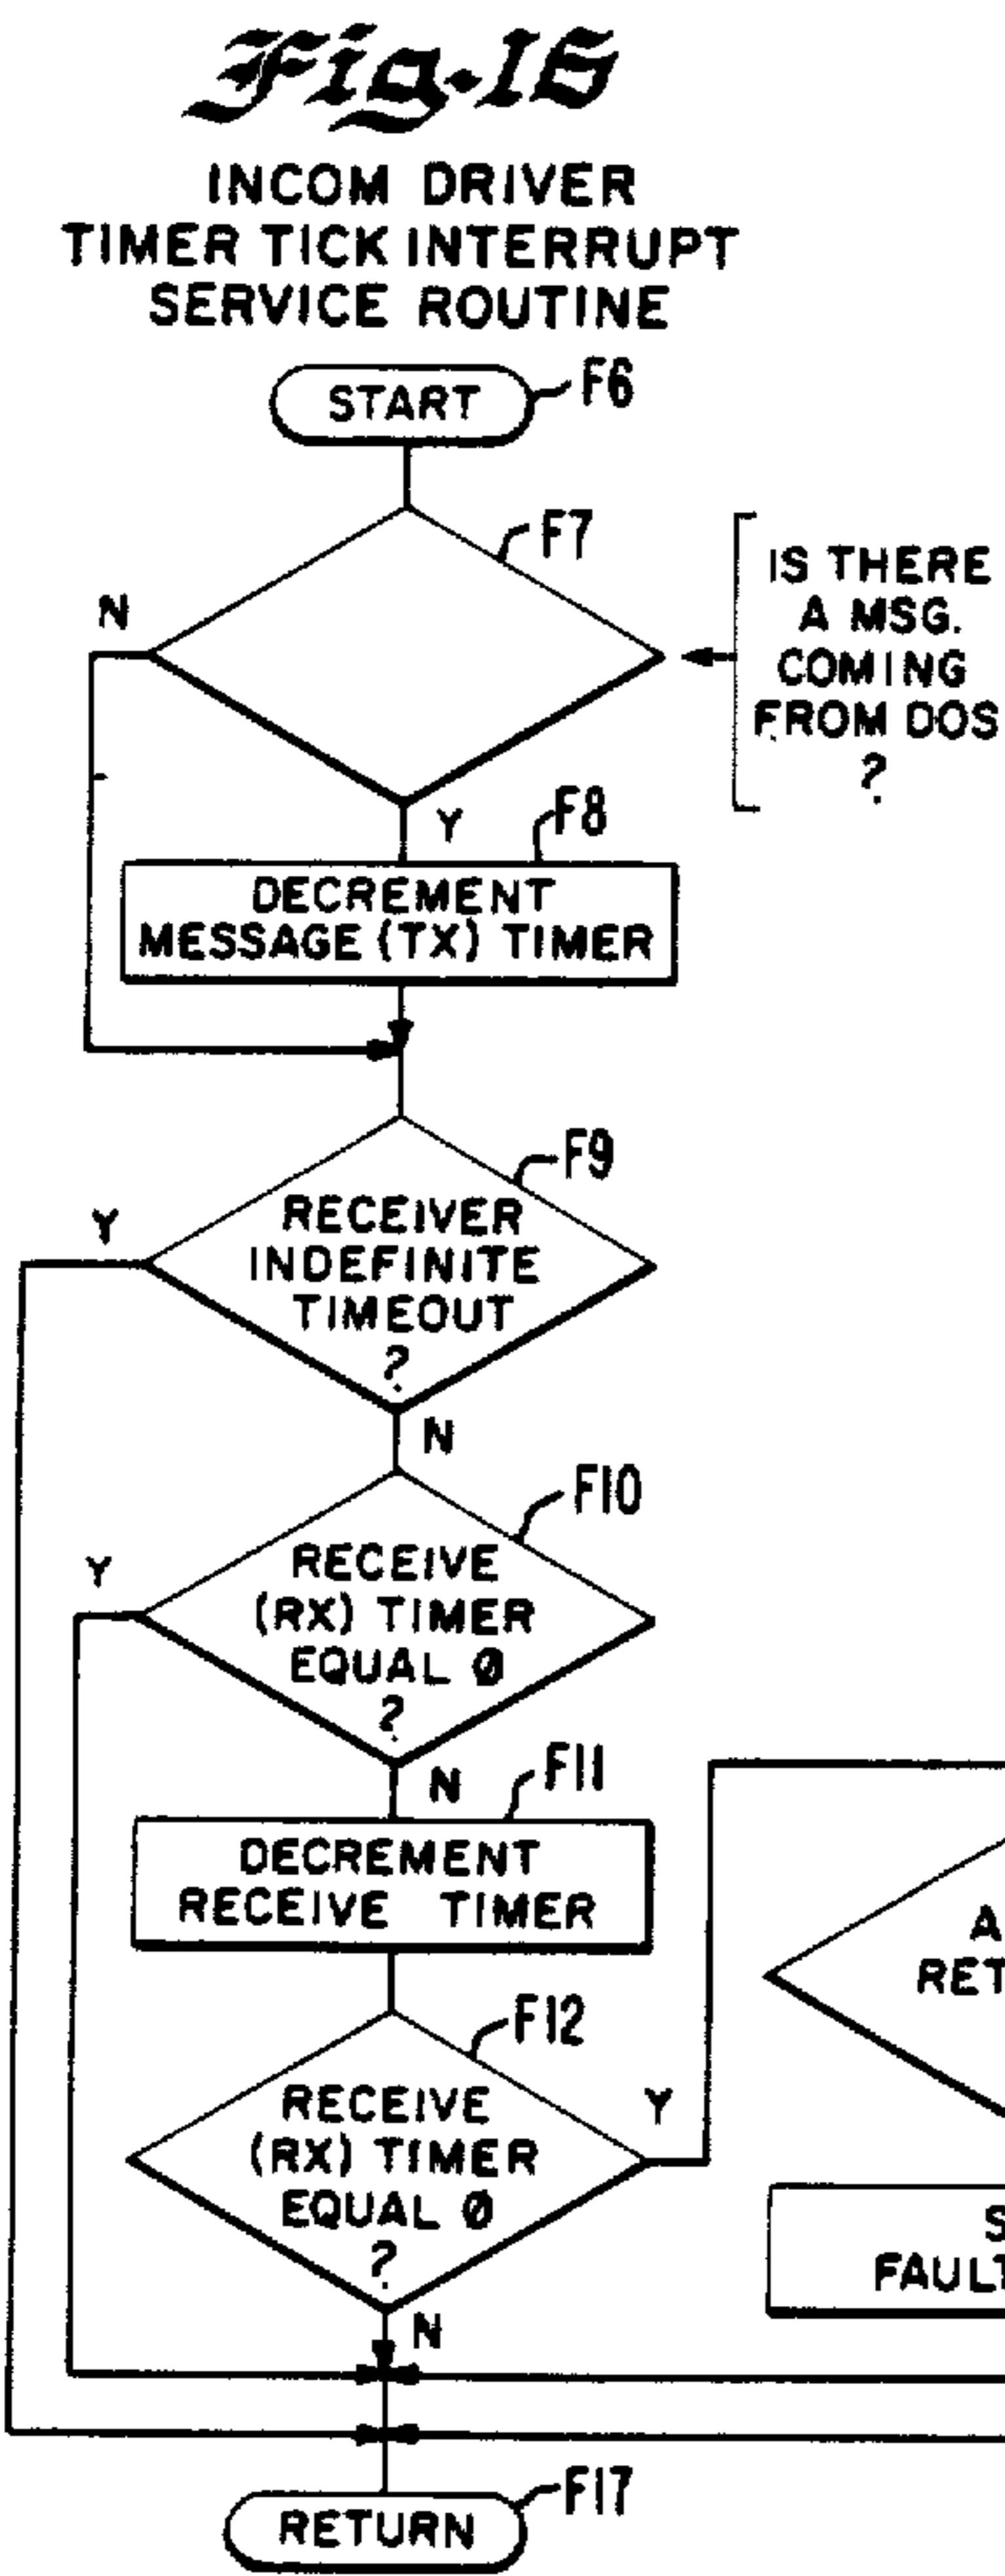 Fig. 16
INCOM DRIVER
TIMER TICK INTERRUPT
SERVICE ROUTINE
START
F6
F7
N
IS THERE
A MSG.
COMING
FROM DOS
?
Y
F8
DECREMENT
MESSAGE (TX) TIMER
F9
Y
RECEIVER
INDEFINITE
TIMEOUT
?
N
F10
Y
RECEIVE
(RX) TIMER
EQUAL Ø
?
N
F11
DECREMENT
RECEIVE TIMER
F12
RECEIVE
(RX) TIMER
EQUAL Ø
?
Y
N
A
RET
S
FAULT
F17
RETURN